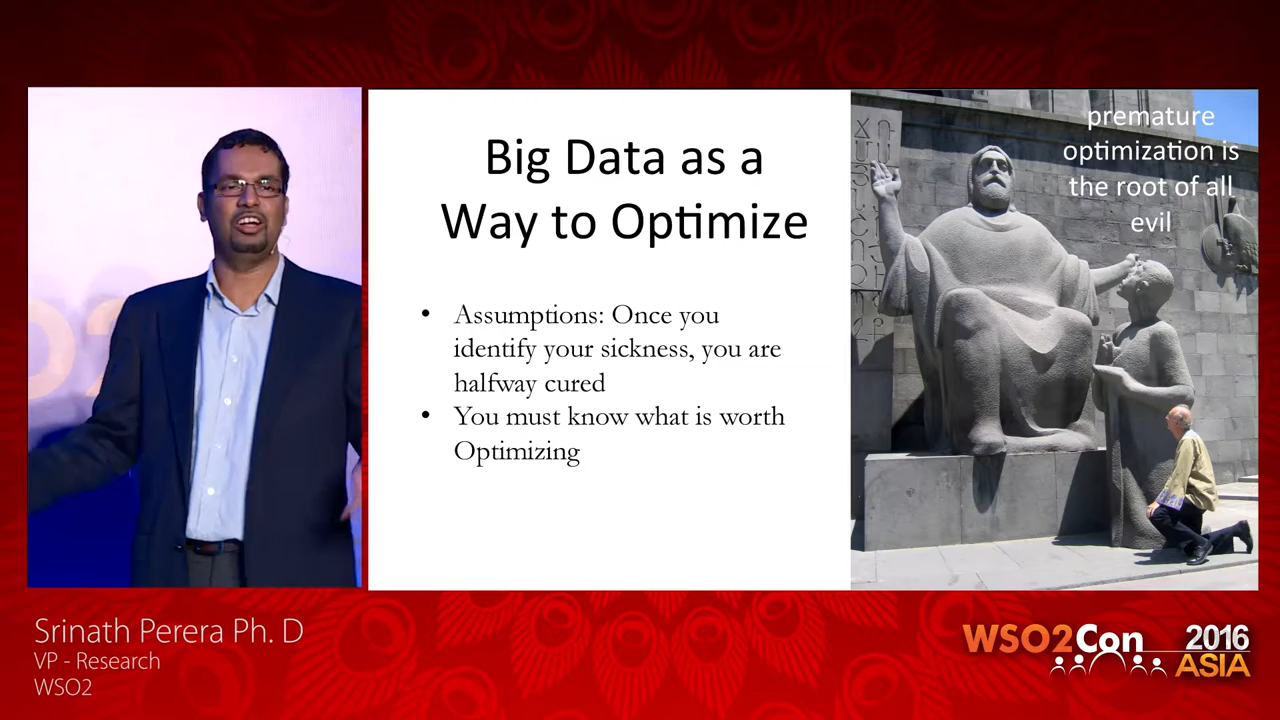 Big Data as a
Way to Optimize
• Assumptions: Once you
identify your sickness, you are
halfway cured
• You must know what is worth
Optimizing
premature
optimization is
the root of all
evil
Srinath Perera Ph. D
VP - Research
WSO2
WSO2Con 2016
ASIA